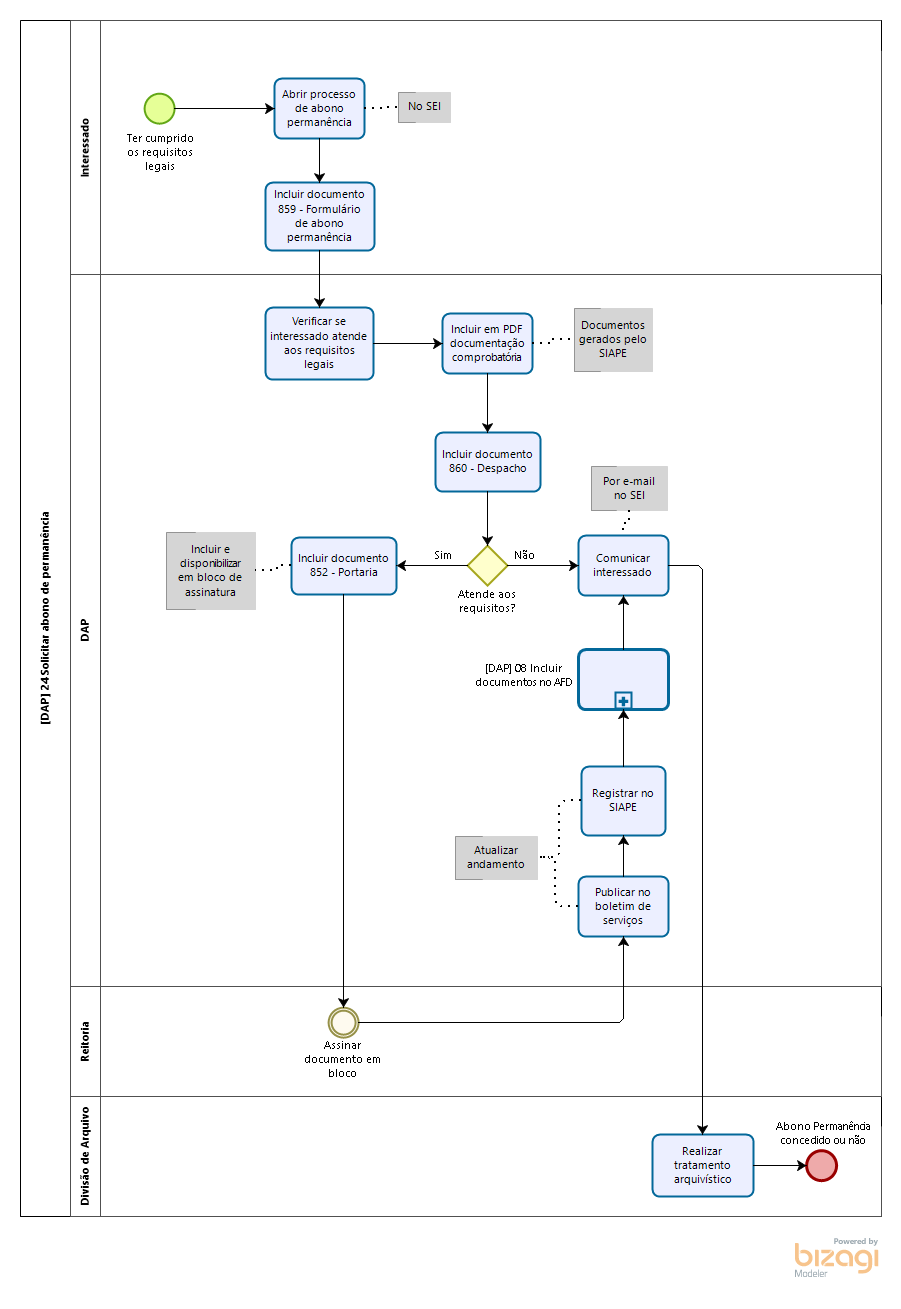 [DAP] 24 Solicitar abono de permanência
Interessado
Ter cumprido
os requisitos
legais
Abrir processo
de abono
permanência
No SEI
Incluir documento
859 - Formulário
de abono
permanência
DAP
Verificar se
interessado atende
aos requisitos
legais
Incluir em PDF
documentação
comprobatória
Documentos
gerados pelo
SIAPE
Incluir documento
860 - Despacho
Por e-mail
no SEI
Incluir e
disponibilizar
em bloco de
assinatura
Incluir documento
852 - Portaria
Sim
Não
Atende aos
requisitos?
Comunicar
interessado
[DAP] 08 Incluir
documentos no AFD
Registrar no
SIAPE
Atualizar
andamento
Publicar no
boletim de
serviços
Reitoria
Assinar
documento em
bloco
Divisão de Arquivo
Realizar
tratamento
arquivístico
Abono Permanência
concedido ou não
Powered by
bizagi
Modeler